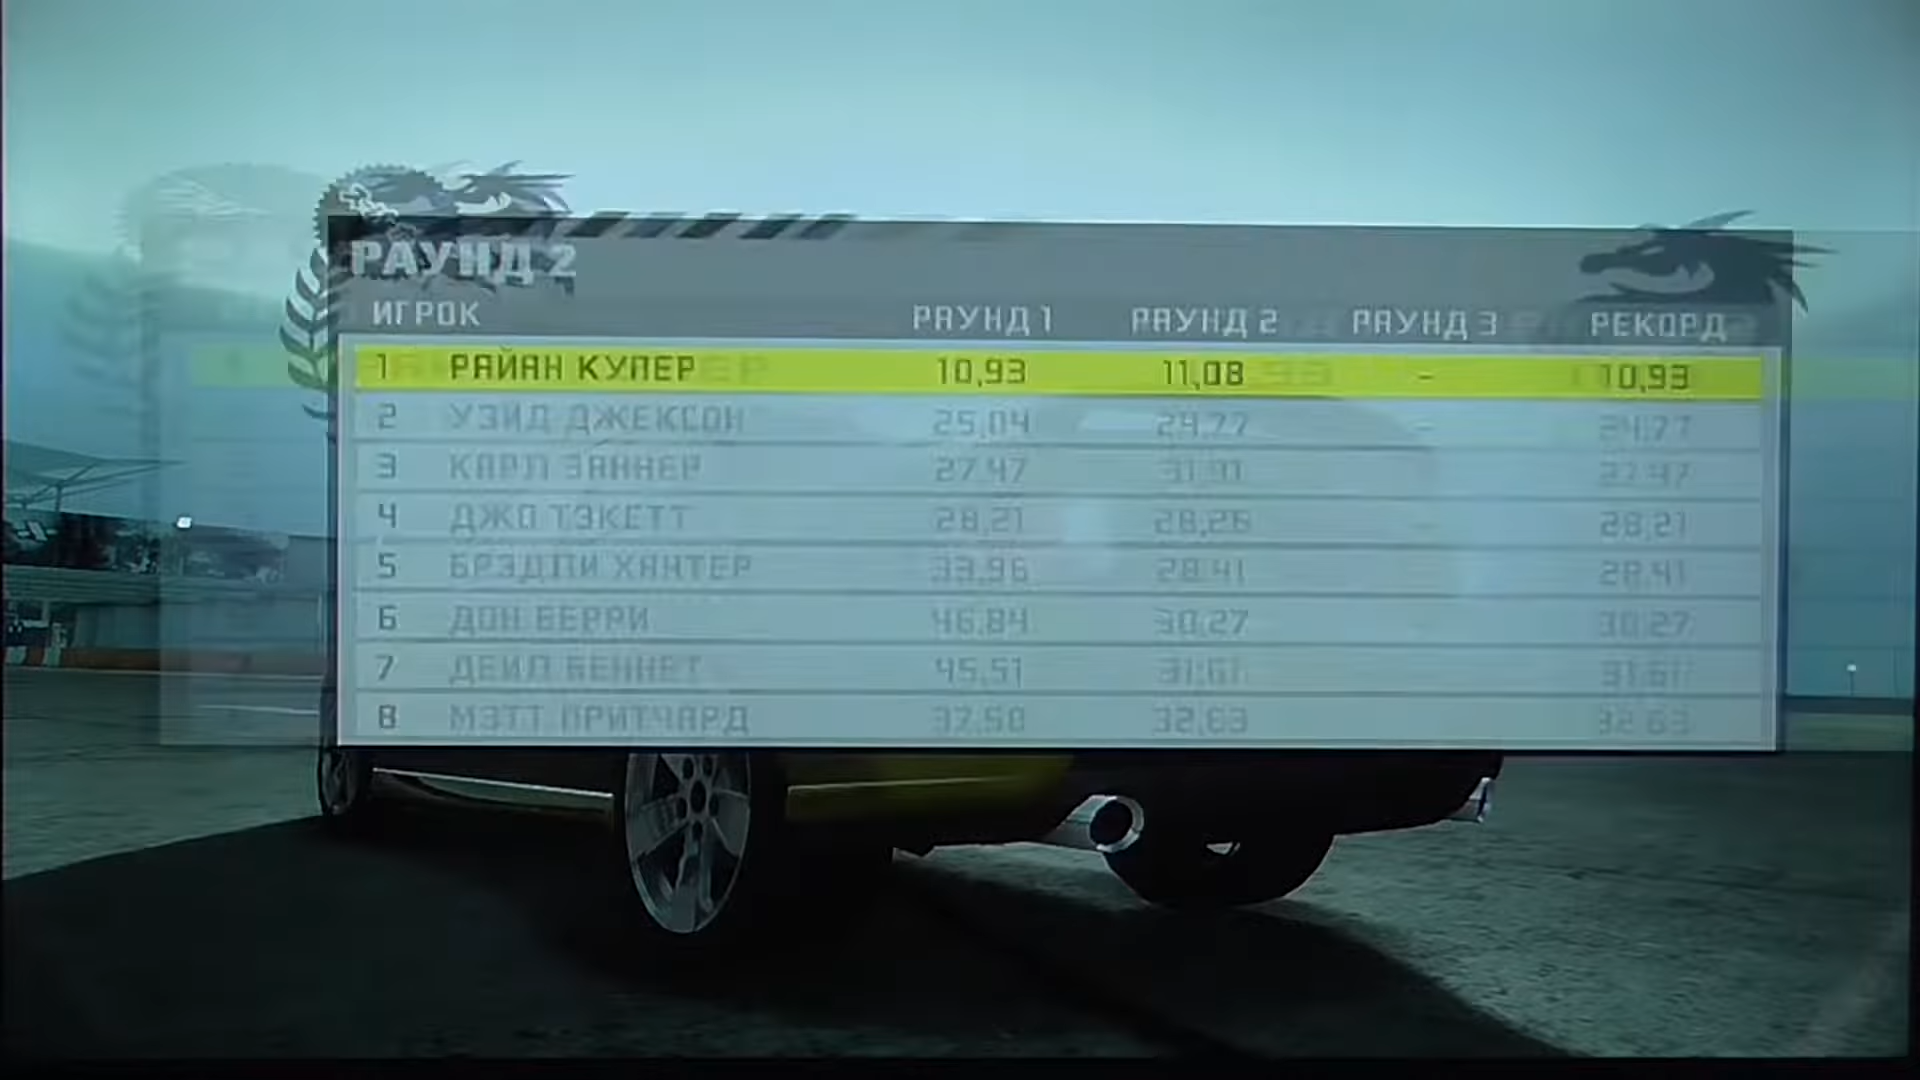 РАУНД 2
ИГРОК РАУНД 1 РАУНД 2 РАУНД 3 РЕКОРД
1 РАЙАН КУПЕР 10,93 11,08 - 10,93
2 УЭЙД ДЖЕКСОН 25,04 24,77 - 24,77
3 КАРЛ ЗАННЕР 27,47 - 27,47
4 ДЖО ТЭКЕТТ 28,21 28,26 - 28,21
5 БРЭДЛИ ХАНТЕР 33,96 28,41 28,41
6 ДОН БЕРРИ 46,84 30,27 30,27
7 ДЕЙЛ БЕННЕТ 45,51 31,61 31,61
8 МЭТТ ПРИТЧАРД 32,63 32,63